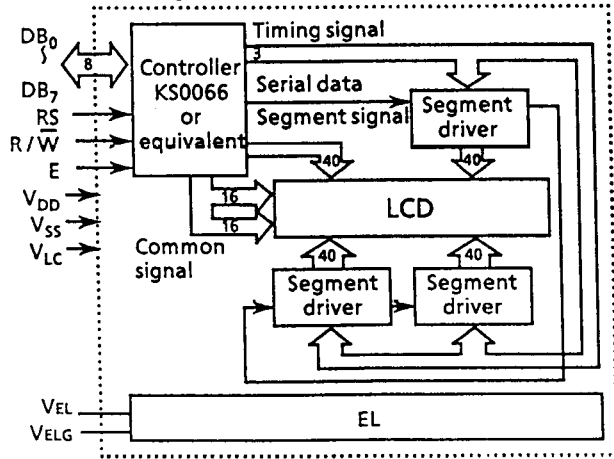 DB0
8
DB7
RS
R / W̅
E
VDD
VSS
VLC
Controller
KS0066
or
equivalent
Timing signal
3
Serial data
Segment signal
Segment
driver
40
40
16
16
LCD
Common
signal
40
40
Segment
driver
Segment
driver
VEL
VELG
EL